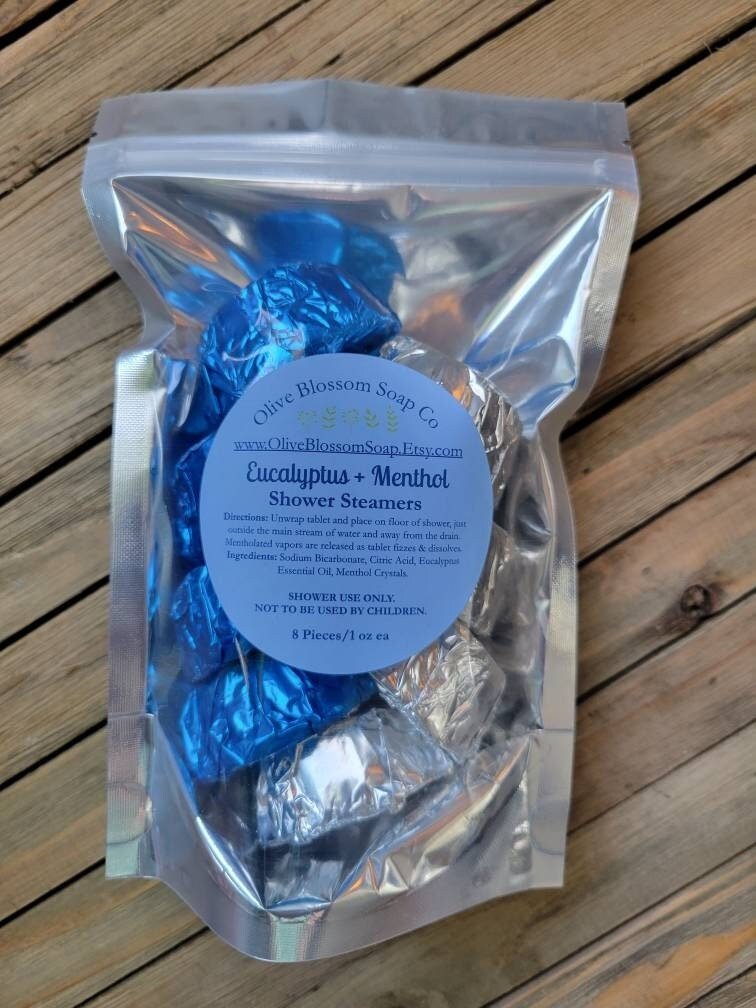 Olive Blossom Soap Co
www.OliveBlossomSoap.Etsy.com
Eucalyptus + Menthol
Shower Steamers
Directions: Unwrap tablet and place on floor of shower, just
outside the main stream of water and away from the drain.
Mentholated vapors are released as tablet fizzes & dissolves.
Ingredients: Sodium Bicarbonate, Citric Acid, Eucalyptus
Essential Oil, Menthol Crystals.
SHOWER USE ONLY.
NOT TO BE USED BY CHILDREN.
8 Pieces/1 oz ea